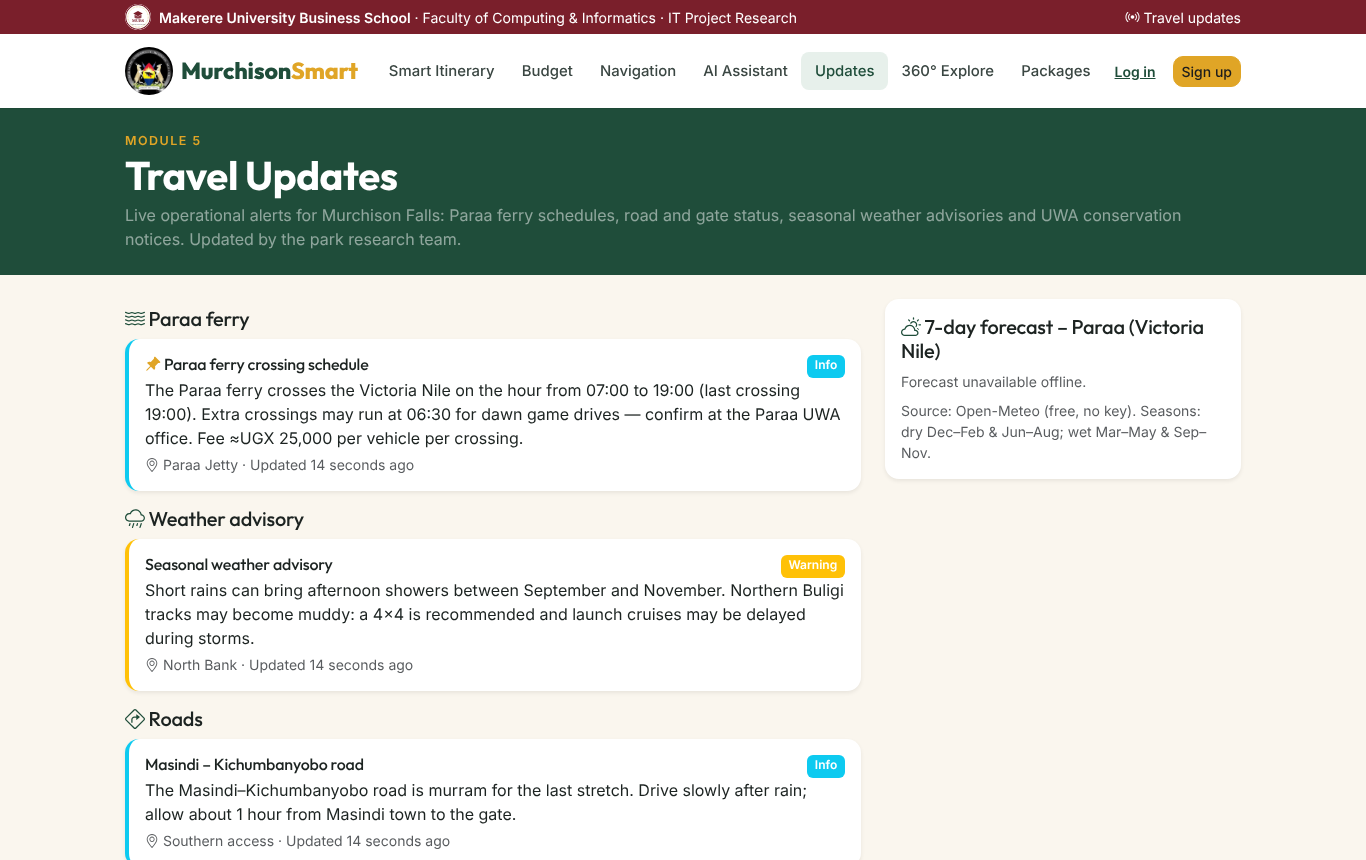 Makerere University Business School · Faculty of Computing & Informatics · IT Project Research
Travel updates
MurchisonSmart
Smart Itinerary
Budget
Navigation
AI Assistant
Updates
360° Explore
Packages
Log in
Sign up
MODULE 5
Travel Updates
Live operational alerts for Murchison Falls: Paraa ferry schedules, road and gate status, seasonal weather advisories and UWA conservation
notices. Updated by the park research team.
Paraa ferry
Paraa ferry crossing schedule
Info
The Paraa ferry crosses the Victoria Nile on the hour from 07:00 to 19:00 (last crossing
19:00). Extra crossings may run at 06:30 for dawn game drives — confirm at the Paraa UWA
office. Fee ≈UGX 25,000 per vehicle per crossing.
Paraa Jetty · Updated 14 seconds ago
Weather advisory
Seasonal weather advisory
Warning
Short rains can bring afternoon showers between September and November. Northern Buligi
tracks may become muddy: a 4×4 is recommended and launch cruises may be delayed
during storms.
North Bank · Updated 14 seconds ago
Roads
Masindi – Kichumbanyobo road
Info
The Masindi–Kichumbanyobo road is murram for the last stretch. Drive slowly after rain;
allow about 1 hour from Masindi town to the gate.
Southern access · Updated 14 seconds ago
7-day forecast – Paraa (Victoria
Nile)
Forecast unavailable offline.
Source: Open-Meteo (free, no key). Seasons:
dry Dec–Feb & Jun–Aug; wet Mar–May & Sep–
Nov.